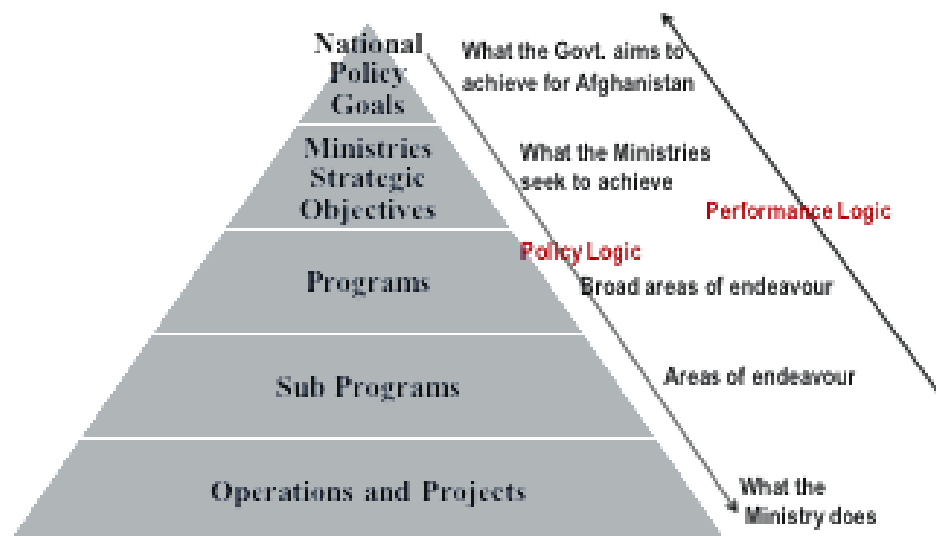 National
Policy
Goals
What the Govt. aims to
achieve for Afghanistan
Ministries
Strategic
Objectives
What the Ministries
seek to achieve
Performance Logic
Policy Logic
Programs
Broad areas of endeavour
Sub Programs
Areas of endeavour
Operations and Projects
What the
Ministry does